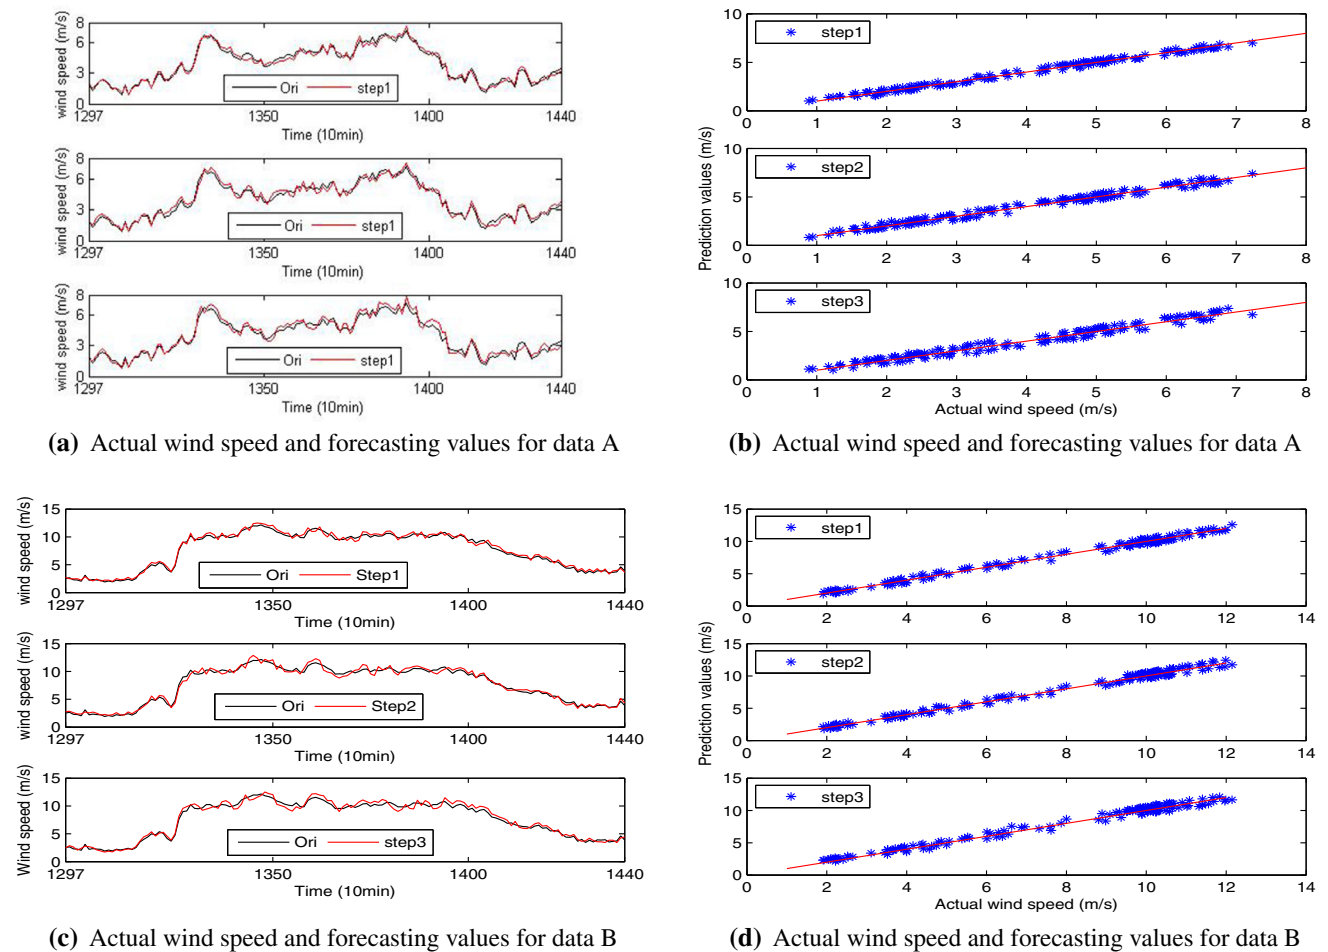 8
6
3
0
wind speed (m/s)
Ori step1
1297 1350 1400 1440
Time (10min)
8
6
3
0
wind speed (m/s)
Ori step1
1297 1350 1400 1440
Time (10min)
8
6
3
0
wind speed (m/s)
Ori step1
1297 1350 1400 1440
Time (10min)
(a) Actual wind speed and forecasting values for data A
10
5
0
step1
0 1 2 3 4 5 6 7 8
10
5
0
step2
0 1 2 3 4 5 6 7 8
10
5
0
step3
0 1 2 3 4 5 6 7 8
Prediction values (m/s)
Actual wind speed (m/s)
(b) Actual wind speed and forecasting values for data A
15
10
5
0
wind speed (m/s)
Ori Step1
1297 1350 1400 1440
Time (10min)
15
10
5
0
wind speed (m/s)
Ori Step2
1297 1350 1400 1440
Time (10min)
15
10
5
0
Wind speed (m/s)
Ori step3
1297 1350 1400 1440
Time (10min)
(c) Actual wind speed and forecasting values for data B
15
10
5
0
step1
0 2 4 6 8 10 12 14
15
10
5
0
step2
0 2 4 6 8 10 12 14
15
10
5
0
step3
0 2 4 6 8 10 12 14
Prediction values (m/s)
Actual wind speed (m/s)
(d) Actual wind speed and forecasting values for data B